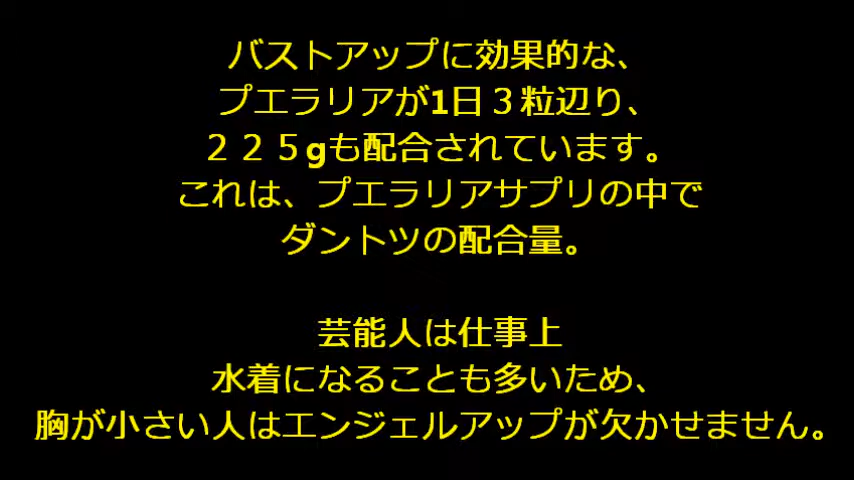 バストアップに効果的な、
プエラリアが1日３粒辺り、
２２５gも配合されています。
これは、プエラリアサプリの中で
ダントツの配合量。
芸能人は仕事上
水着になることも多いため、
胸が小さい人はエンジェルアップが欠かせません。